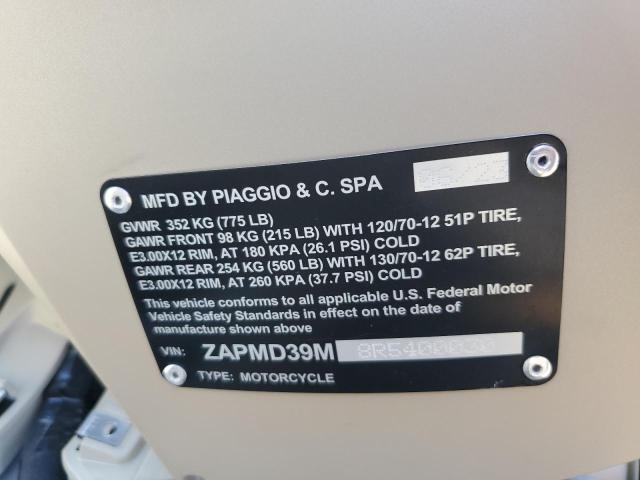 MFD BY PIAGGIO & C. SPA
GVWR 352 KG (775 LB)
GAWR FRONT 98 KG (215 LB) WITH 120/70-12 51P TIRE,
E3.00X12 RIM, AT 180 KPA (26.1 PSI) COLD
GAWR REAR 254 KG (560 LB) WITH 130/70-12 62P TIRE,
E3.00X12 RIM, AT 260 KPA (37.7 PSI) COLD
This vehicle conforms to all applicable U.S. Federal Motor
Vehicle Safety Standards in effect on the date of
manufacture shown above
VIN: ZAPMD39M 8R5400030
TYPE: MOTORCYCLE